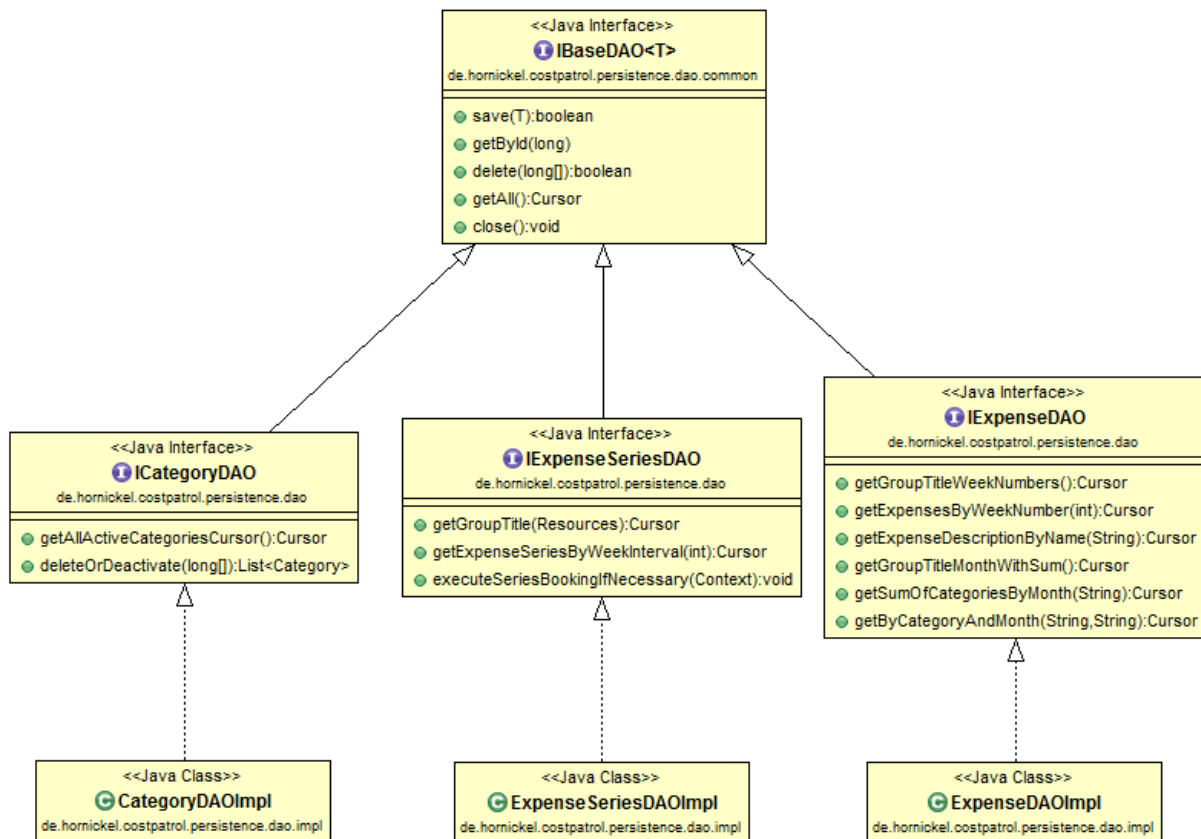 <<Java Interface>>
IBaseDAO<T>
de.hornickel.costpatrol.persistence.dao.common
save(T):boolean
getById(long)
delete(long[]):boolean
getAll():Cursor
close():void
<<Java Interface>>
ICategoryDAO
de.hornickel.costpatrol.persistence.dao
getAllActiveCategoriesCursor():Cursor
deleteOrDeactivate(long[]):List<Category>
<<Java Interface>>
IExpenseSeriesDAO
de.hornickel.costpatrol.persistence.dao
getGroupTitle(Resources):Cursor
getExpenseSeriesByWeekInterval(int):Cursor
executeSeriesBookingIfNecessary(Context):void
<<Java Interface>>
IExpenseDAO
de.hornickel.costpatrol.persistence.dao
getGroupTitleWeekNumbers():Cursor
getExpensesByWeekNumber(int):Cursor
getExpenseDescriptionByName(String):Cursor
getGroupTitleMonthWithSum():Cursor
getSumOfCategoriesByMonth(String):Cursor
getByCategoryAndMonth(String,String):Cursor
<<Java Class>>
CategoryDAOImpl
de.hornickel.costpatrol.persistence.dao.impl
<<Java Class>>
ExpenseSeriesDAOImpl
de.hornickel.costpatrol.persistence.dao.impl
<<Java Class>>
ExpenseDAOImpl
de.hornickel.costpatrol.persistence.dao.impl